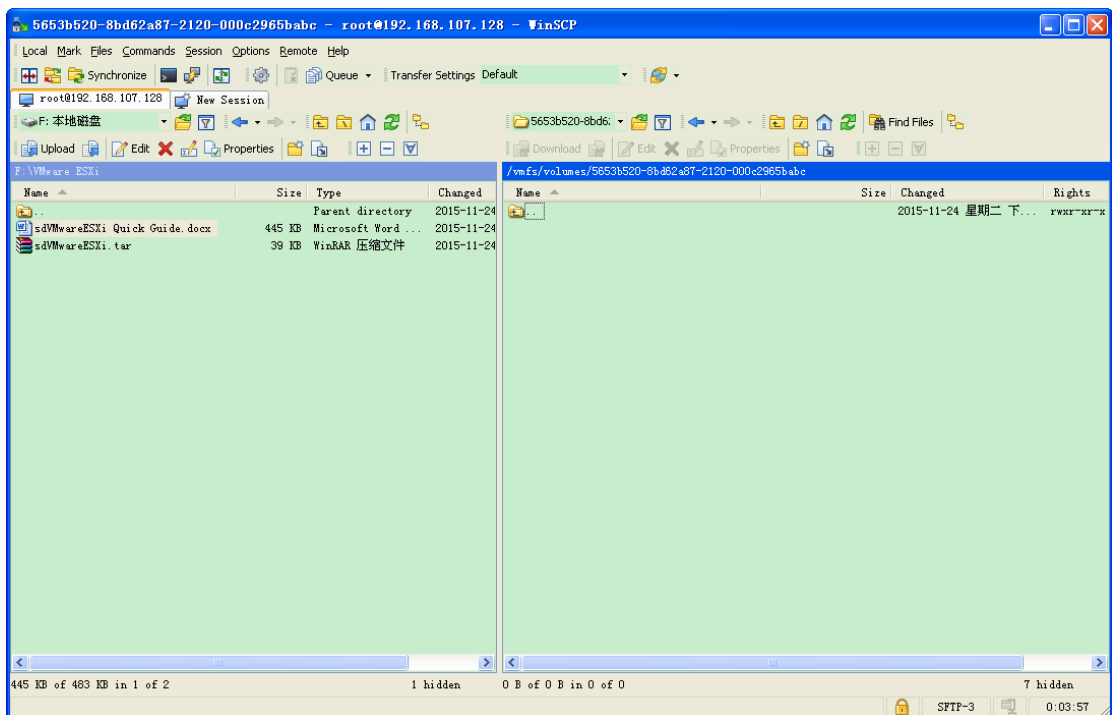 5653b520-8bd62a87-2120-000c2965babc - root@192.168.107.128 - WinSCP
Local Mark Files Commands Session Options Remote Help
Synchronize Queue Transfer Settings Default
root@192.168.107.128 New Session
F: 本地磁盘 5653b520-8bd6 Find Files
Upload Edit Properties Download Edit Properties
F:\VMware ESXi /vmfs/volumes/5653b520-8bd62a87-2120-000c2965babc
Name Size Type Changed Name Size Changed Rights
.. Parent directory 2015-11-24 .. 2015-11-24 星期二 下... rwxr-xr-x
sdVMwareESXi Quick Guide.docx 445 KB Microsoft Word ... 2015-11-24
sdVMwareESXi.tar 39 KB WinRAR 压缩文件 2015-11-24
445 KB of 483 KB in 1 of 2 1 hidden 0 B of 0 B in 0 of 0 7 hidden
SFTP-3 0:03:57